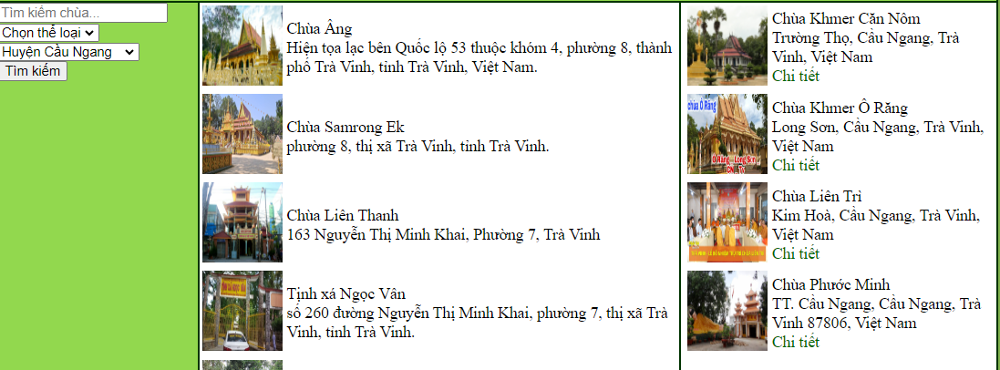 Tìm kiếm chùa...
Chọn thể loại
Huyện Cầu Ngang
Tìm kiếm
Chùa Âng
Hiện tọa lạc bên Quốc lộ 53 thuộc khóm 4, phường 8, thành
phố Trà Vinh, tỉnh Trà Vinh, Việt Nam.
Chùa Samrong Ek
phường 8, thị xã Trà Vinh, tỉnh Trà Vinh.
Chùa Liên Thanh
163 Nguyễn Thị Minh Khai, Phường 7, Trà Vinh
Tịnh xá Ngọc Vân
số 260 đường Nguyễn Thị Minh Khai, phường 7, thị xã Trà
Vinh, tỉnh Trà Vinh.
Chùa Khmer Căn Nôm
Trường Thọ, Cầu Ngang, Trà
Vinh, Việt Nam
Chi tiết
chùa Ô Răng
Ô Răng - Long Sơn
CN - TV
Chùa Khmer Ô Răng
Long Sơn, Cầu Ngang, Trà Vinh,
Việt Nam
Chi tiết
Chùa Liên Trì
Kim Hoà, Cầu Ngang, Trà Vinh,
Việt Nam
Chi tiết
Chùa Phước Minh
TT. Cầu Ngang, Cầu Ngang, Trà
Vinh 87806, Việt Nam
Chi tiết